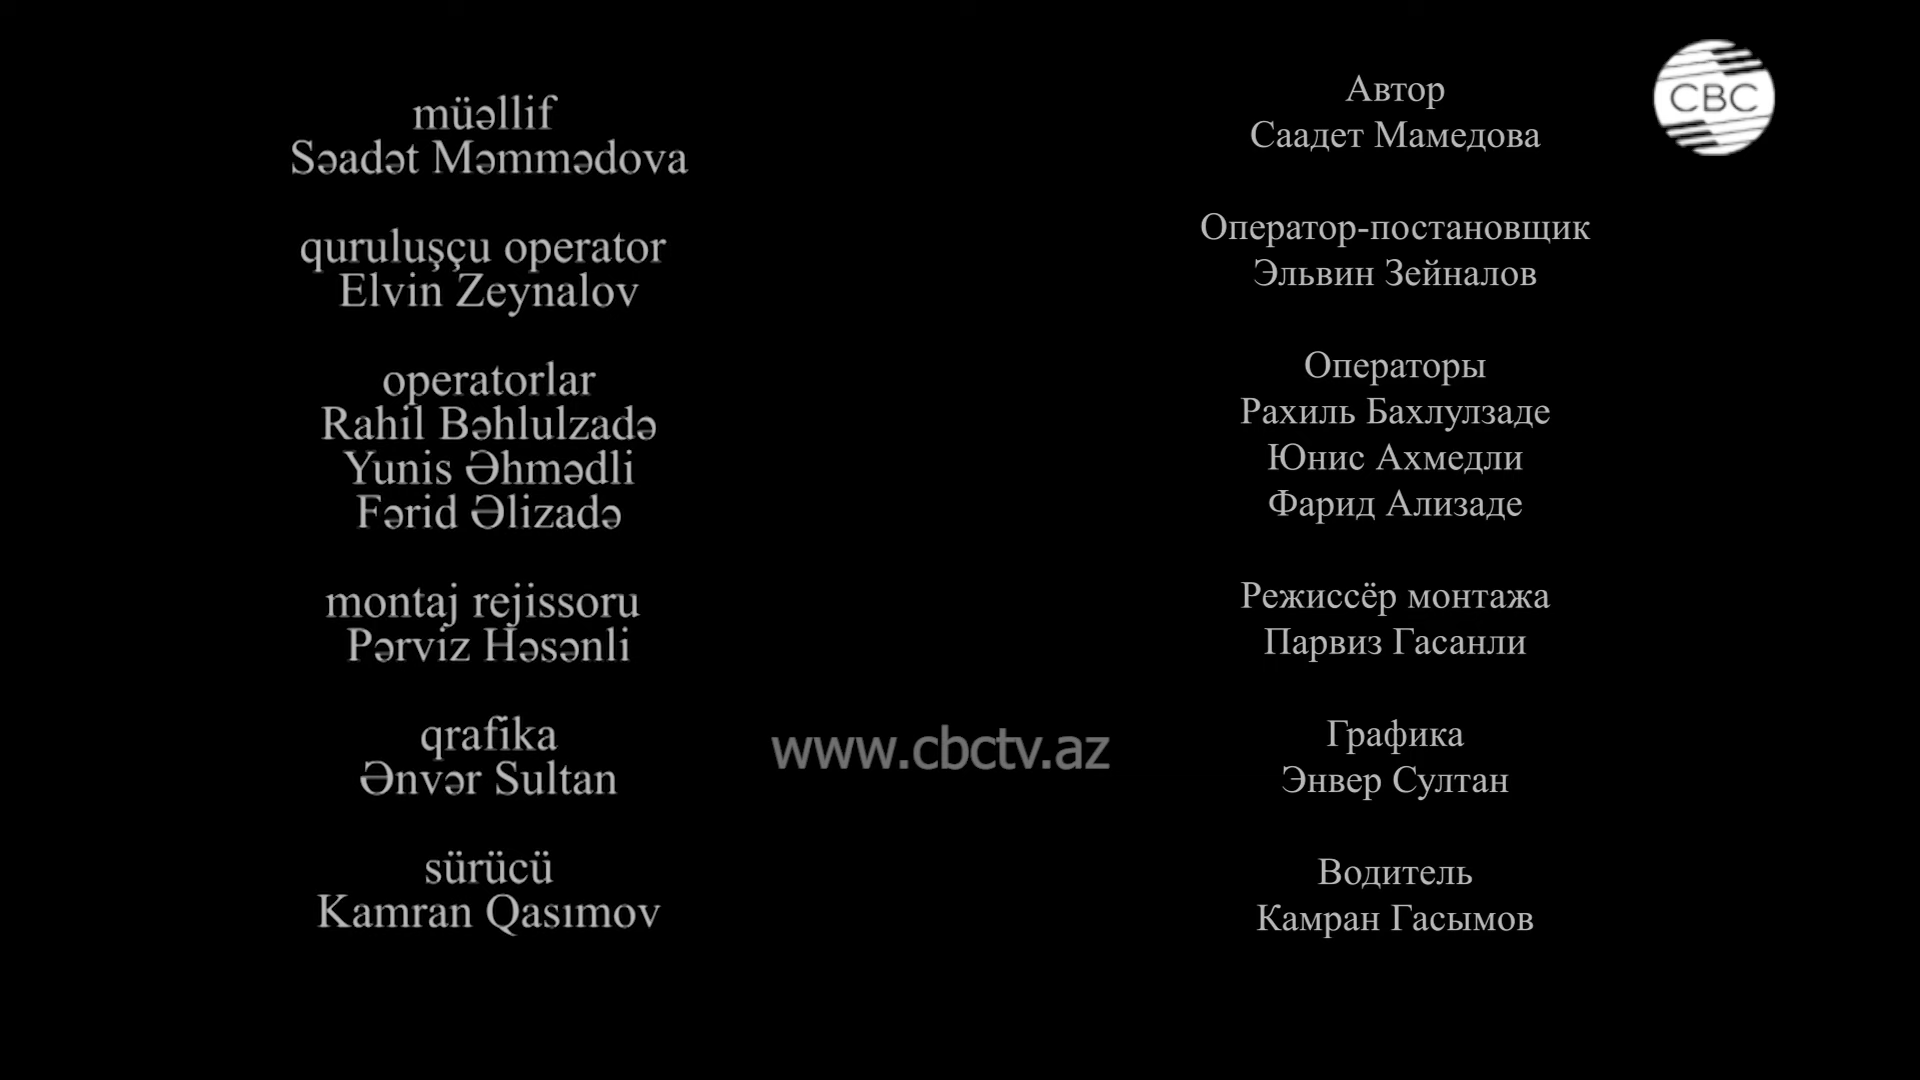 müəllif
Səadət Məmmədova
quruluşçu operator
Elvin Zeynalov
operatorlar
Rahil Bəhlulzadə
Yunis Əhmədli
Fərid Əlizadə
montaj rejissoru
Pərviz Həsənli
qrafika
Ənvər Sultan
sürücü
Kamran Qasımov
www.cbctv.az
Автор
Саадет Мамедова
Оператор-постановщик
Эльвин Зейналов
Операторы
Рахиль Бахлулзаде
Юнис Ахмедли
Фарид Ализаде
Режиссёр монтажа
Парвиз Гасанли
Графика
Энвер Султан
Водитель
Камран Гасымов
CBC